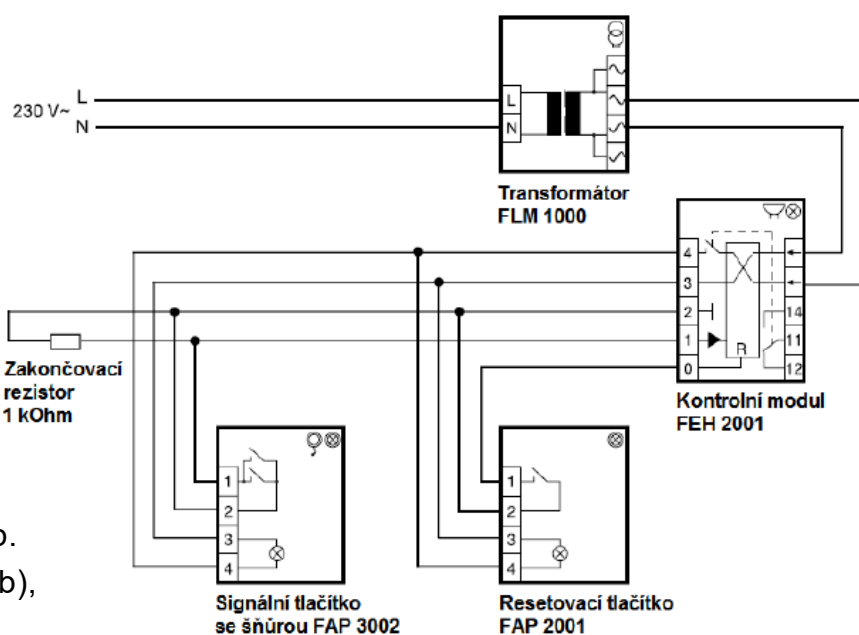 230 V~ L
N
L
N
Transformátor
FLM 1000
4
3
2
1
0
R
14
11
12
Kontrolní modul
FEH 2001
Zakončovací
rezistor
1 kOhm
1
2
3
4
Signální tlačítko
se šňůrou FAP 3002
1
2
3
4
Resetovací tlačítko
FAP 2001
o.
b),